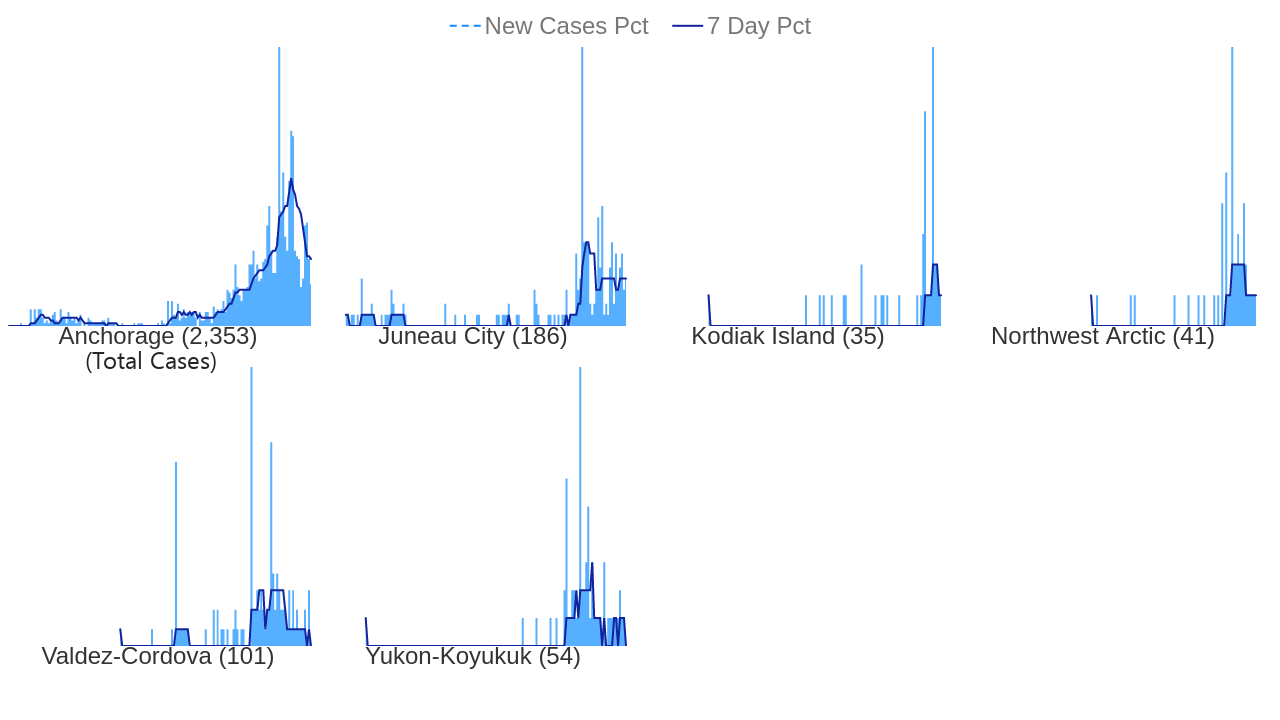 New Cases Pct 7 Day Pct
Anchorage (2,353)
(Total Cases)
Juneau City (186)
Kodiak Island (35)
Northwest Arctic (41)
Valdez-Cordova (101)
Yukon-Koyukuk (54)